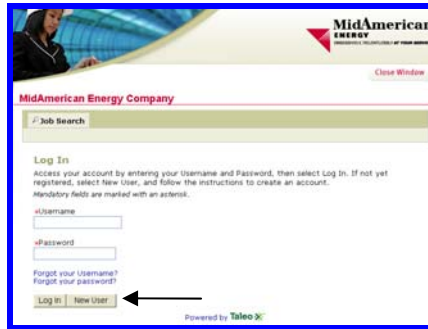 MidAmerican
ENERGY
Close Window
MidAmerican Energy Company
Job Search
Log In
Access your account by entering your Username and Password, then select Log In. If not yet
registered, select New User, and follow the instructions to create an account.
Mandatory fields are marked with an asterisk.
*Username
*Password
Forgot your Username?
Forgot your password?
Log In New User
Powered by Taleo